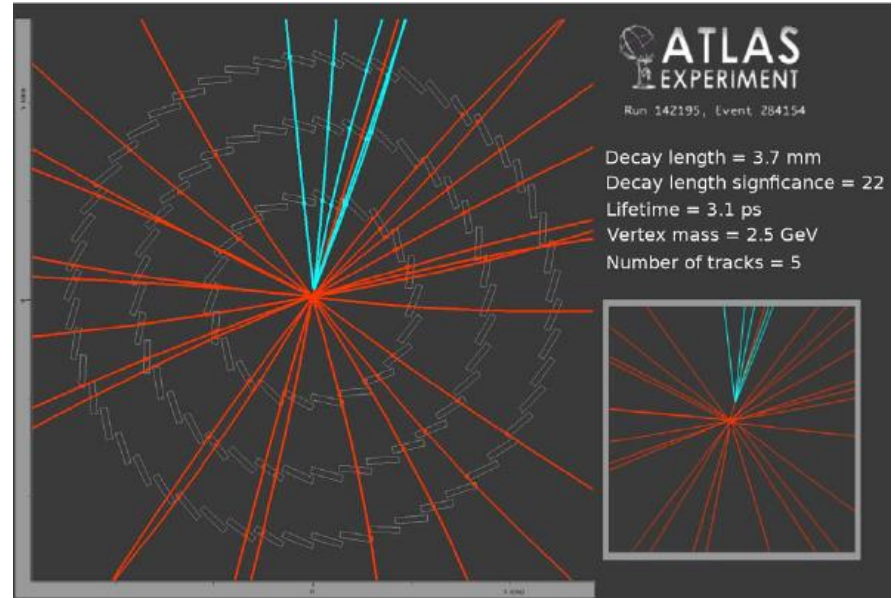 ATLAS
EXPERIMENT
Run 142195, Event 284154
Decay length = 3.7 mm
Decay length signficance = 22
Lifetime = 3.1 ps
Vertex mass = 2.5 GeV
Number of tracks = 5
0